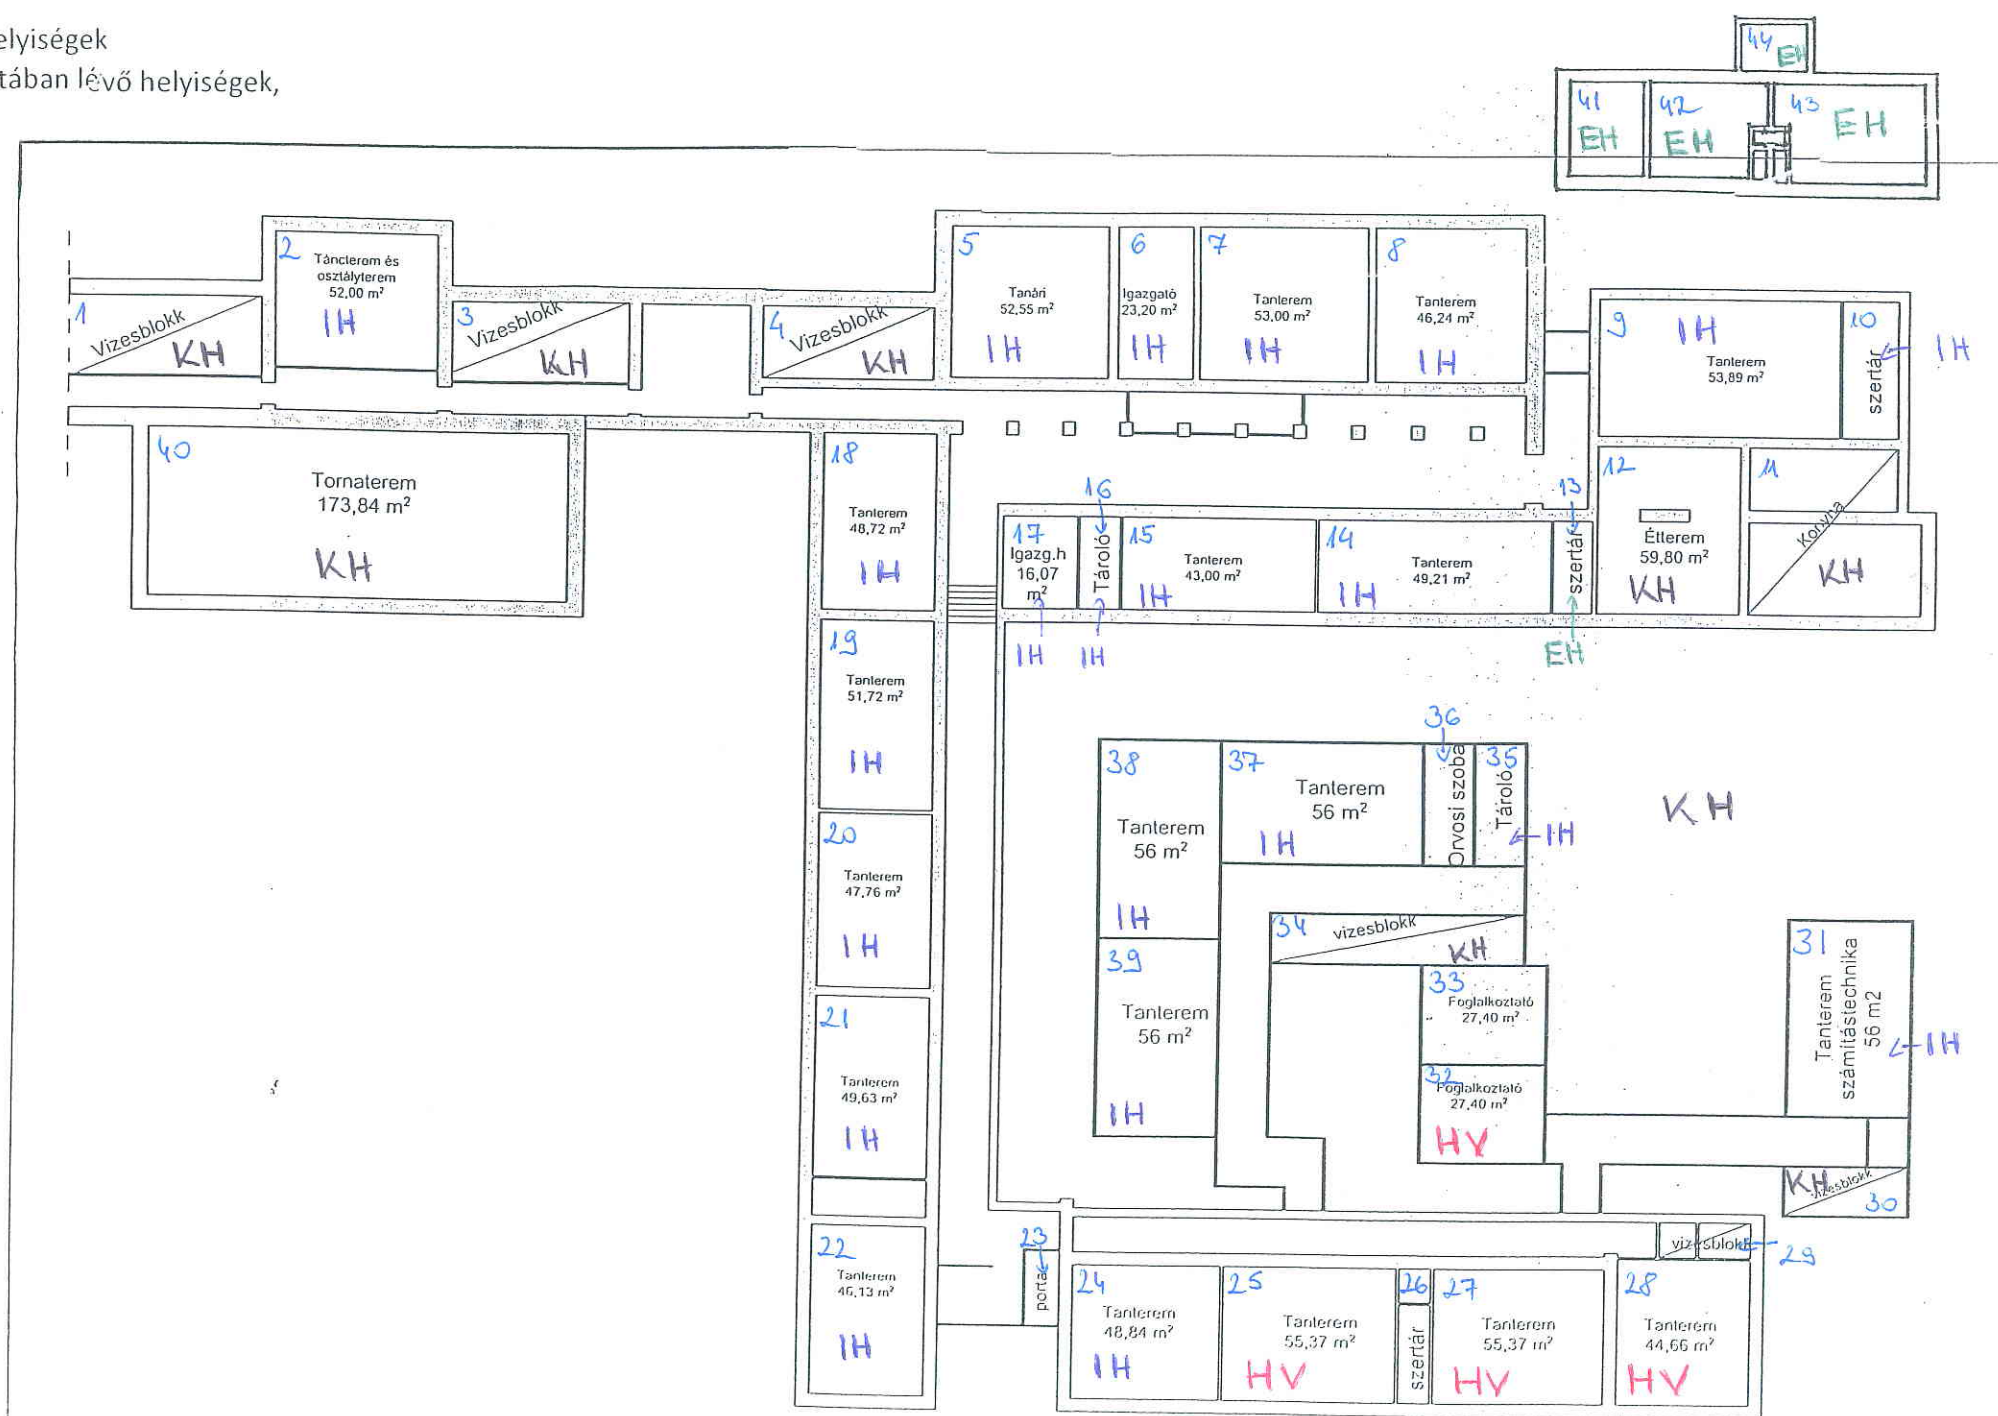 elyiségek
tában lévő helyiségek,
44
EH
41
EH
42
EH
43
EH
1
Vizesblokk
KH
2
Táncterem és
osztályterem
52,00 m²
IH
3
Vizesblokk
KH
4
Vizesblokk
KH
5
Tanári
52,55 m²
IH
6
Igazgató
23,20 m²
IH
7
Tanterem
53,00 m²
IH
8
Tanterem
46,24 m²
IH
9
IH
Tanterem
53,89 m²
10
szertár
IH
40
Tornaterem
173,84 m²
KH
18
Tanterem
48,72 m²
IH
17
Igazg.h
16,07
m²
IH
16
Tároló
IH
15
Tanterem
43,00 m²
IH
14
Tanterem
49,21 m²
IH
13
szertár
EH
12
Étterem
59,80 m²
KH
11
Konyha
KH
19
Tanterem
51,72 m²
IH
20
Tanterem
47,76 m²
IH
21
Tanterem
49,63 m²
IH
22
Tanterem
46,13 m²
IH
38
Tanterem
56 m²
IH
37
Tanterem
56 m²
IH
36
Orvosi szoba
35
Tároló
IH
KH
39
Tanterem
56 m²
IH
34
vizesblokk
KH
33
Foglalkoztató
27,40 m²
32
Foglalkoztató
27,40 m²
HV
31
Tanterem
számítástechnika
56 m2
IH
KH
vizesblokk
30
23
porta
24
Tanterem
48,84 m²
IH
25
Tanterem
55,37 m²
HV
26
szertár
27
Tanterem
55,37 m²
HV
28
Tanterem
44,66 m²
HV
vizesblokk
29